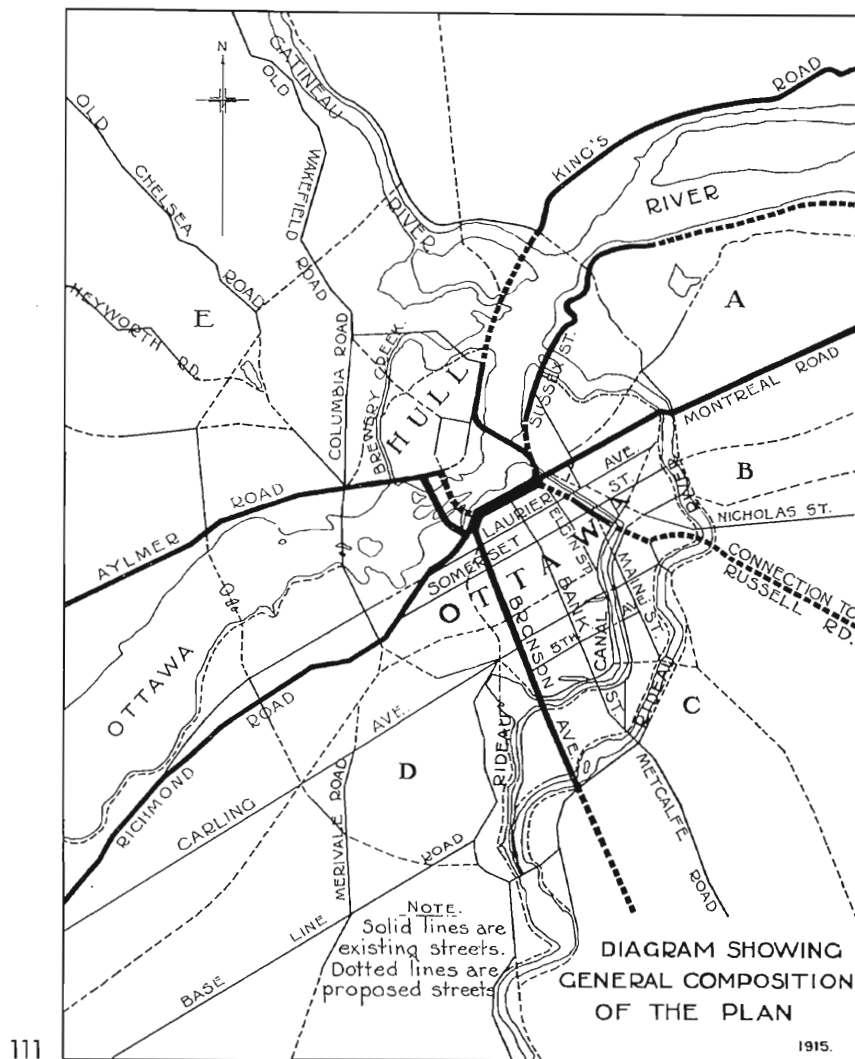 N
OLD
GATINEAU
RIVER
OLD
WAKEFIELD
ROAD
OLD
CHELSEA
ROAD
HEYWORTH
RD.
E
KING'S
ROAD
RIVER
A
COLUMBIA ROAD
BREWERY CREEK.
HULL
SUSSEX ST.
MONTREAL ROAD
B
RIDEAU
NICHOLAS ST.
CONNECTION TO
RUSSELL
RD.
AYLMER
ROAD
LAURIER
AVE.
SOMERSET
ST.
ELGIN ST.
OTTAWA
BANK
ST.
MAIN ST.
CANAL
5TH
A
BRONSON
AVE.
OTTAWA
RICHMOND
ROAD
CARLING
AVE.
MERIVALE ROAD
D
RIDEAU
RIDEAU
C
METCALFE
ROAD
BASE
LINE
ROAD
NOTE.
Solid lines are
existing streets.
Dotted lines are
proposed streets
DIAGRAM SHOWING
GENERAL COMPOSITION
OF THE PLAN
1915.
111